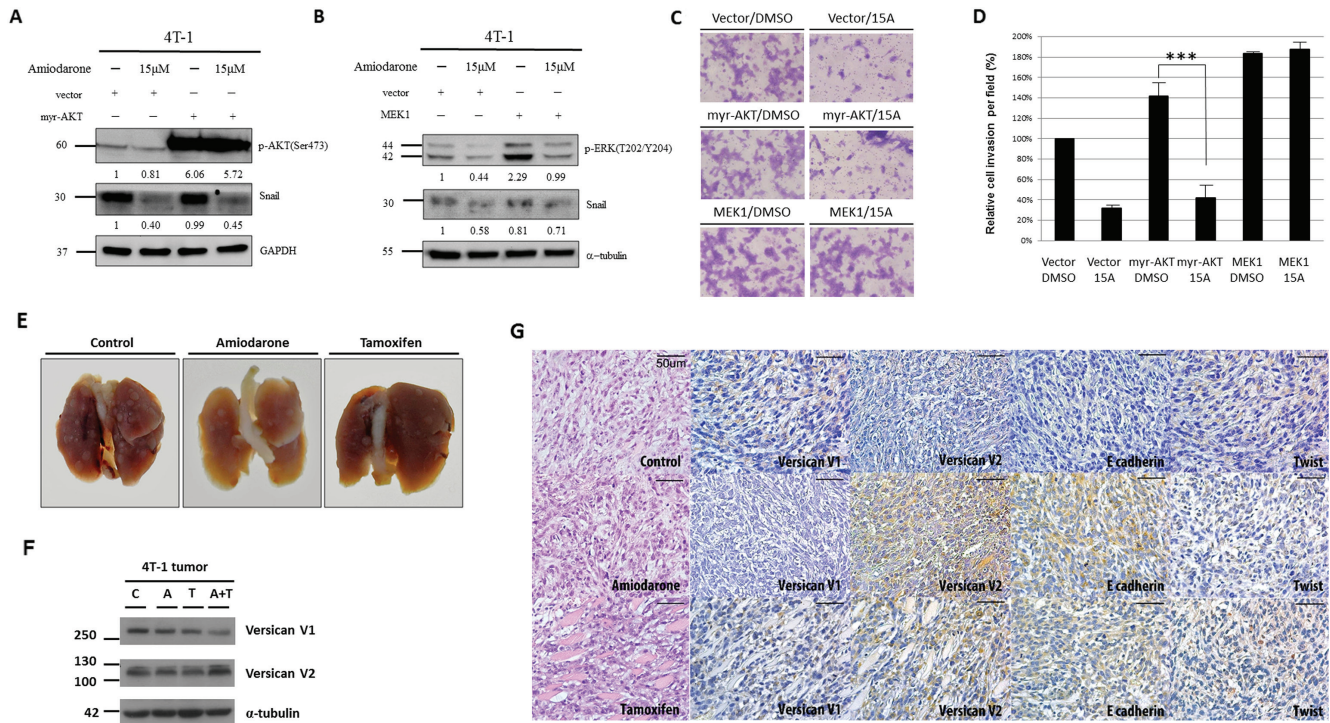 A
4T-1
Amiodarone – 15μM – 15μM
vector + + – –
myr-AKT – – + +
60 p-AKT(Ser473)
1 0.81 6.06 5.72
30 Snail
1 0.40 0.99 0.45
37 GAPDH
B
4T-1
Amiodarone – 15μM – 15μM
vector + + – –
MEK1 – – + +
44 p-ERK(T202/Y204)
42
1 0.44 2.29 0.99
30 Snail
1 0.58 0.81 0.71
55 α–tubulin
C
Vector/DMSO Vector/15A
myr-AKT/DMSO myr-AKT/15A
MEK1/DMSO MEK1/15A
D
Relative cell invasion per field (%)
200%
180%
160%
140%
120%
100%
80%
60%
40%
20%
0%
***
Vector Vector myr-AKT myr-AKT MEK1 MEK1
DMSO 15A DMSO 15A DMSO 15A
E
Control Amiodarone Tamoxifen
F
4T-1 tumor
C A T A+T
250 Versican V1
130 Versican V2
100
42 α-tubulin
G
50um
Control Versican V1 Versican V2 E cadherin Twist
Amiodarone Versican V1 Versican V2 E cadherin Twist
Tamoxifen Versican V1 Versican V2 E cadherin Twist